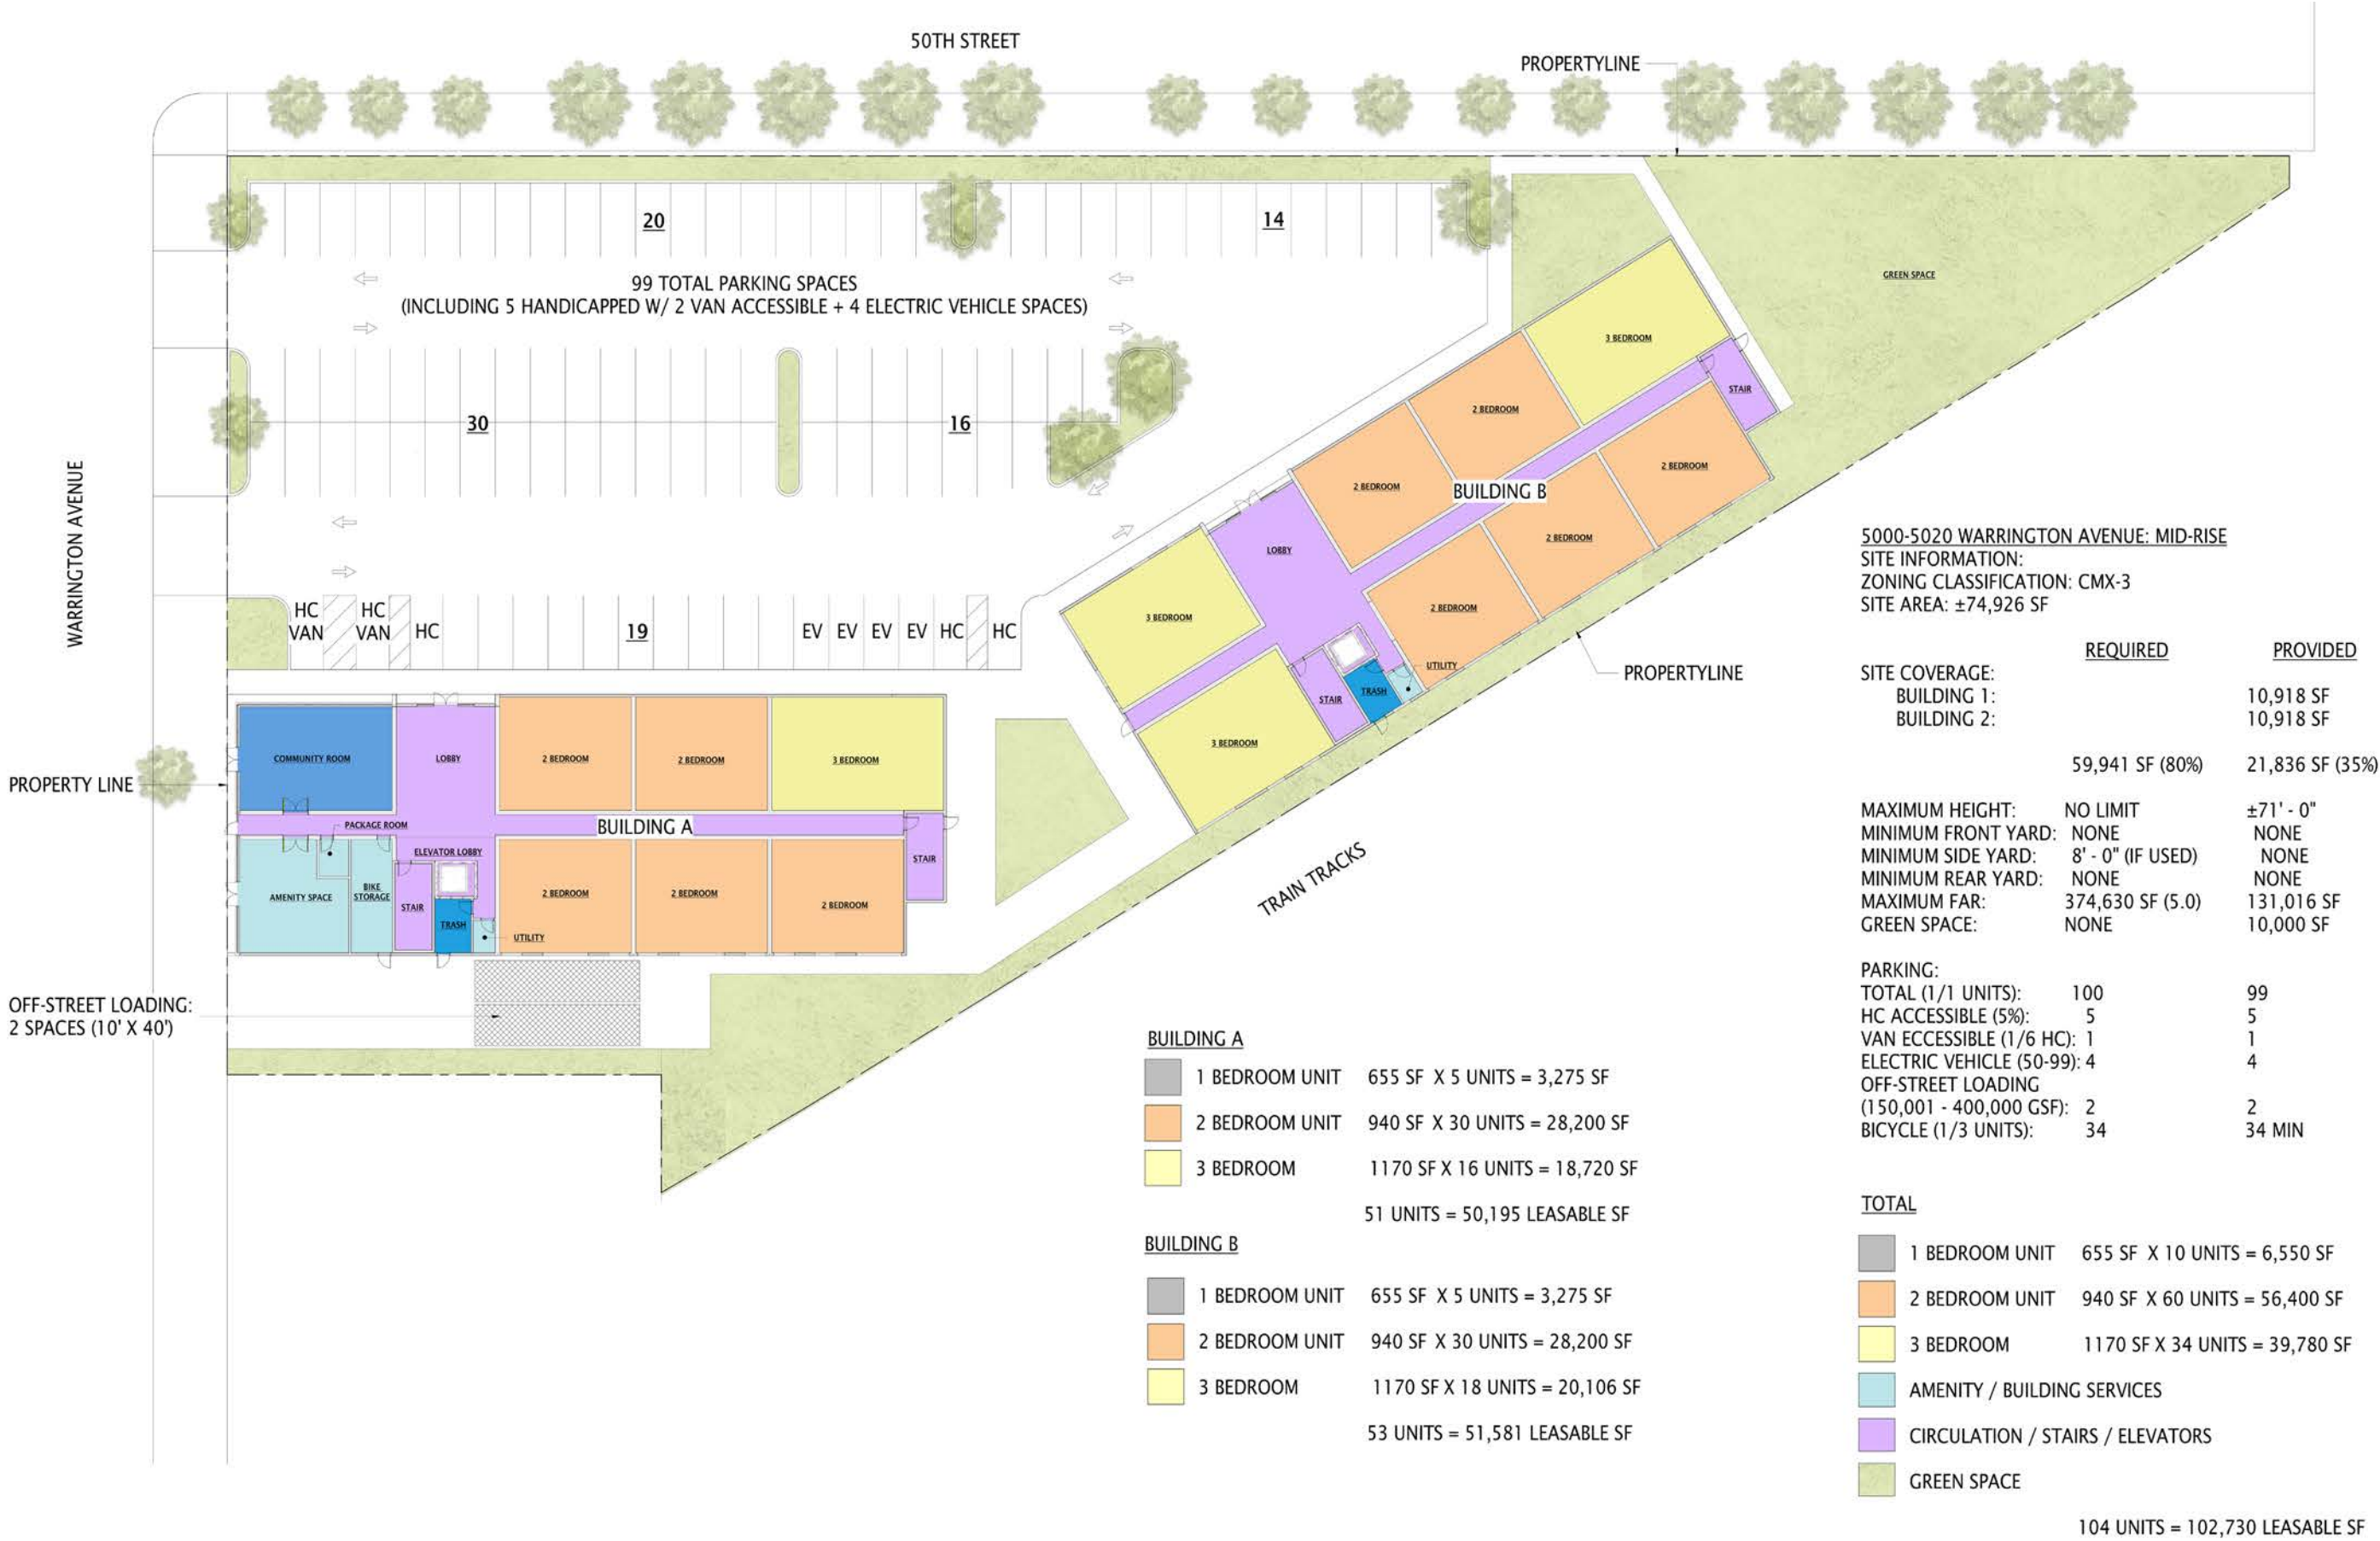 50TH STREET
PROPERTYLINE
20
14
99 TOTAL PARKING SPACES
(INCLUDING 5 HANDICAPPED W/ 2 VAN ACCESSIBLE + 4 ELECTRIC VEHICLE SPACES)
GREEN SPACE
30
16
WARRINGTON AVENUE
3 BEDROOM
STAIR
2 BEDROOM
2 BEDROOM
2 BEDROOM
BUILDING B
2 BEDROOM
LOBBY
2 BEDROOM
3 BEDROOM
UTILITY
TRASH
STAIR
3 BEDROOM
PROPERTYLINE
HC VAN
HC VAN
HC
19
EV EV EV EV HC
HC
COMMUNITY ROOM
LOBBY
2 BEDROOM
2 BEDROOM
3 BEDROOM
PROPERTY LINE
PACKAGE ROOM
BUILDING A
ELEVATOR LOBBY
STAIR
AMENITY SPACE
BIKE STORAGE
STAIR
TRASH
UTILITY
2 BEDROOM
2 BEDROOM
2 BEDROOM
TRAIN TRACKS
OFF-STREET LOADING:
2 SPACES (10' X 40')
5000-5020 WARRINGTON AVENUE: MID-RISE
SITE INFORMATION:
ZONING CLASSIFICATION: CMX-3
SITE AREA: ±74,926 SF
REQUIRED PROVIDED
SITE COVERAGE:
BUILDING 1: 10,918 SF
BUILDING 2: 10,918 SF
59,941 SF (80%) 21,836 SF (35%)
MAXIMUM HEIGHT: NO LIMIT ±71' - 0"
MINIMUM FRONT YARD: NONE NONE
MINIMUM SIDE YARD: 8' - 0" (IF USED) NONE
MINIMUM REAR YARD: NONE NONE
MAXIMUM FAR: 374,630 SF (5.0) 131,016 SF
GREEN SPACE: NONE 10,000 SF
PARKING:
TOTAL (1/1 UNITS): 100 99
HC ACCESSIBLE (5%): 5 5
VAN ECCESSIBLE (1/6 HC): 1 1
ELECTRIC VEHICLE (50-99): 4 4
OFF-STREET LOADING
(150,001 - 400,000 GSF): 2 2
BICYCLE (1/3 UNITS): 34 34 MIN
BUILDING A
1 BEDROOM UNIT 655 SF X 5 UNITS = 3,275 SF
2 BEDROOM UNIT 940 SF X 30 UNITS = 28,200 SF
3 BEDROOM 1170 SF X 16 UNITS = 18,720 SF
51 UNITS = 50,195 LEASABLE SF
BUILDING B
1 BEDROOM UNIT 655 SF X 5 UNITS = 3,275 SF
2 BEDROOM UNIT 940 SF X 30 UNITS = 28,200 SF
3 BEDROOM 1170 SF X 18 UNITS = 20,106 SF
53 UNITS = 51,581 LEASABLE SF
TOTAL
1 BEDROOM UNIT 655 SF X 10 UNITS = 6,550 SF
2 BEDROOM UNIT 940 SF X 60 UNITS = 56,400 SF
3 BEDROOM 1170 SF X 34 UNITS = 39,780 SF
AMENITY / BUILDING SERVICES
CIRCULATION / STAIRS / ELEVATORS
GREEN SPACE
104 UNITS = 102,730 LEASABLE SF